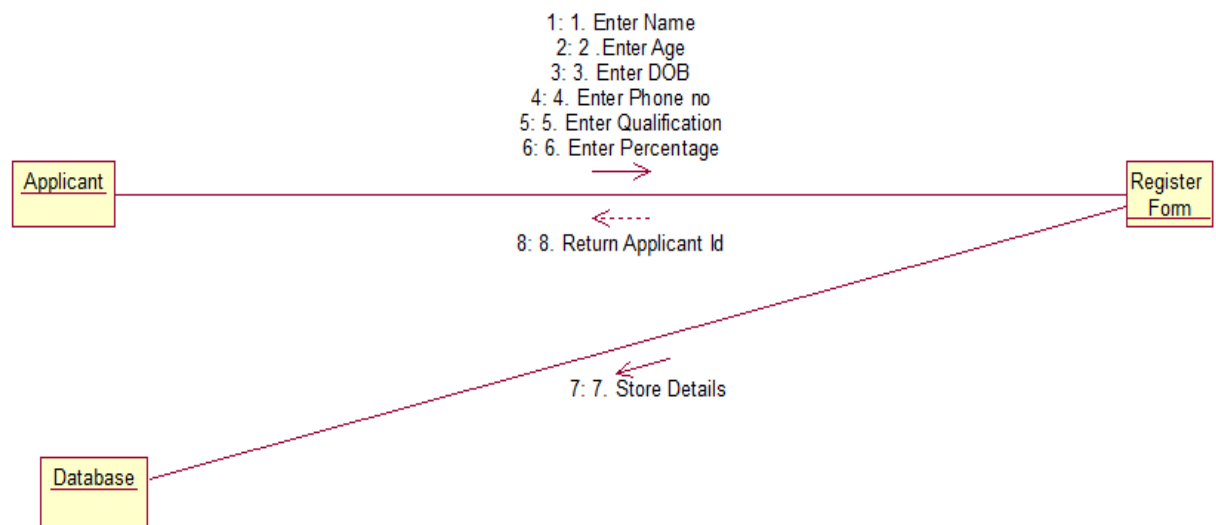 1: 1. Enter Name
2: 2 .Enter Age
3: 3. Enter DOB
4: 4. Enter Phone no
5: 5. Enter Qualification
6: 6. Enter Percentage
Applicant
Register
Form
8: 8. Return Applicant Id
7: 7. Store Details
Database